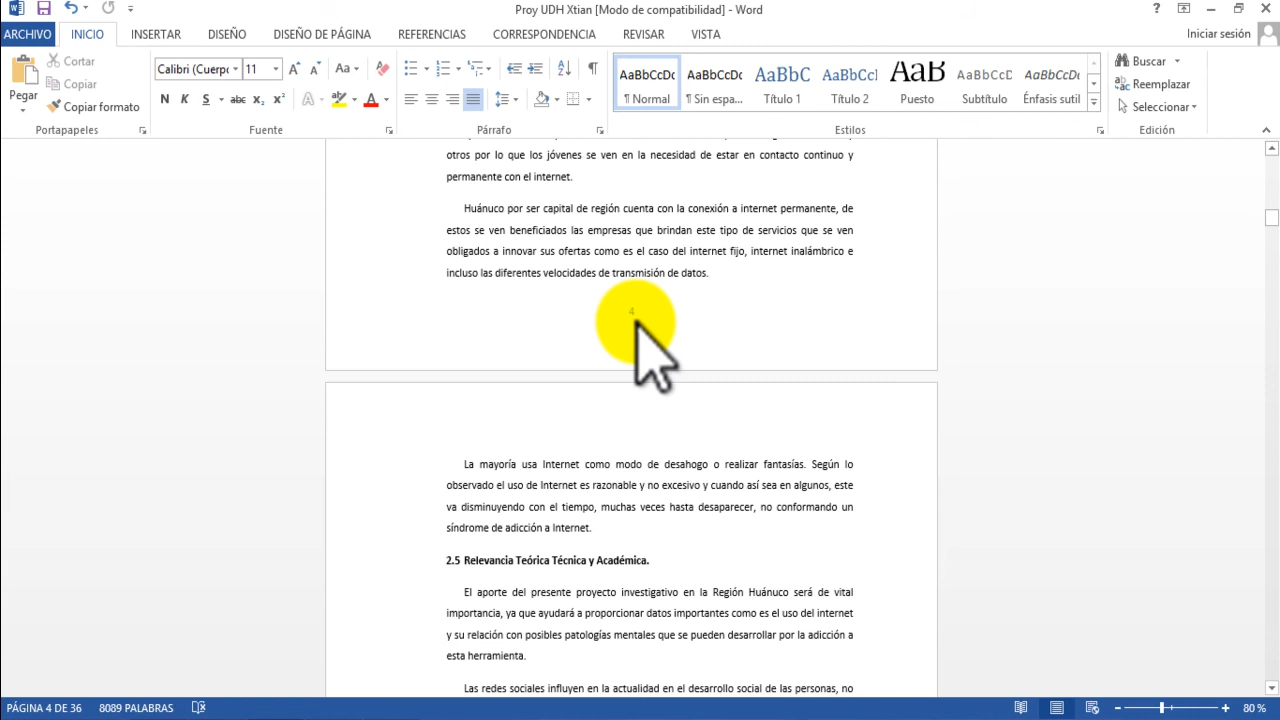 Proy UDH Xtian [Modo de compatibilidad] - Word
ARCHIVO INICIO INSERTAR DISEÑO DISEÑO DE PÁGINA REFERENCIAS CORRESPONDENCIA REVISAR VISTA Iniciar sesión
Pegar
Cortar
Copiar
Copiar formato
Portapapeles
Calibri (Cuerpo 11
Fuente
Párrafo
AaBbCcDc AaBbCcDc AaBbC AaBbCcI AaB AaBbCcD AaBbCcDc
¶ Normal ¶ Sin espa... Título 1 Título 2 Puesto Subtítulo Énfasis sutil
Estilos
Buscar
Reemplazar
Seleccionar
Edición
otros por lo que los jóvenes se ven en la necesidad de estar en contacto continuo y
permanente con el internet.
Huánuco por ser capital de región cuenta con la conexión a internet permanente, de
estos se ven beneficiados las empresas que brindan este tipo de servicios que se ven
obligados a innovar sus ofertas como es el caso del internet fijo, internet inalámbrico e
incluso las diferentes velocidades de transmisión de datos.
4
La mayoría usa Internet como modo de desahogo o realizar fantasías. Según lo
observado el uso de Internet es razonable y no excesivo y cuando así sea en algunos, este
va disminuyendo con el tiempo, muchas veces hasta desaparecer, no conformando un
síndrome de adicción a Internet.
2.5 Relevancia Teórica Técnica y Académica.
El aporte del presente proyecto investigativo en la Región Huánuco será de vital
importancia, ya que ayudará a proporcionar datos importantes como es el uso del internet
y su relación con posibles patologías mentales que se pueden desarrollar por la adicción a
esta herramienta.
Las redes sociales influyen en la actualidad en el desarrollo social de las personas, no
PÁGINA 4 DE 36 8089 PALABRAS 80 %